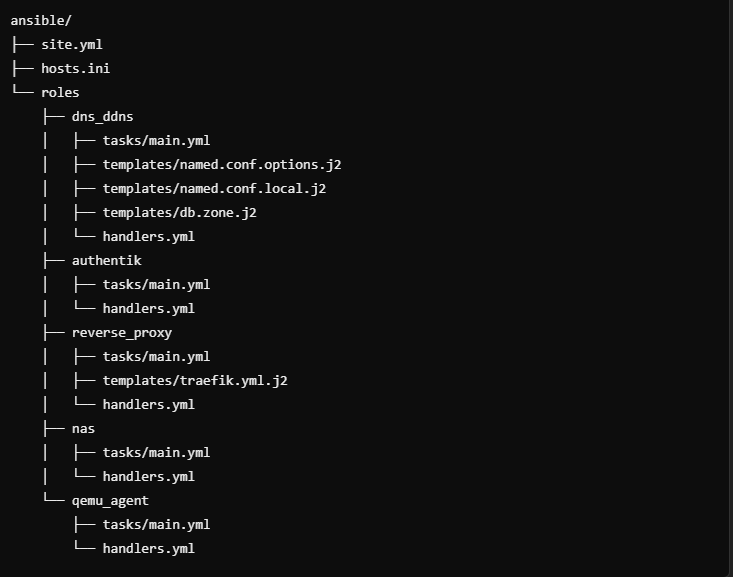 ansible/
├── site.yml
├── hosts.ini
└── roles
    ├── dns_ddns
    │   ├── tasks/main.yml
    │   ├── templates/named.conf.options.j2
    │   ├── templates/named.conf.local.j2
    │   ├── templates/db.zone.j2
    │   └── handlers.yml
    ├── authentik
    │   ├── tasks/main.yml
    │   └── handlers.yml
    ├── reverse_proxy
    │   ├── tasks/main.yml
    │   ├── templates/traefik.yml.j2
    │   └── handlers.yml
    ├── nas
    │   ├── tasks/main.yml
    │   └── handlers.yml
    └── qemu_agent
        ├── tasks/main.yml
        └── handlers.yml